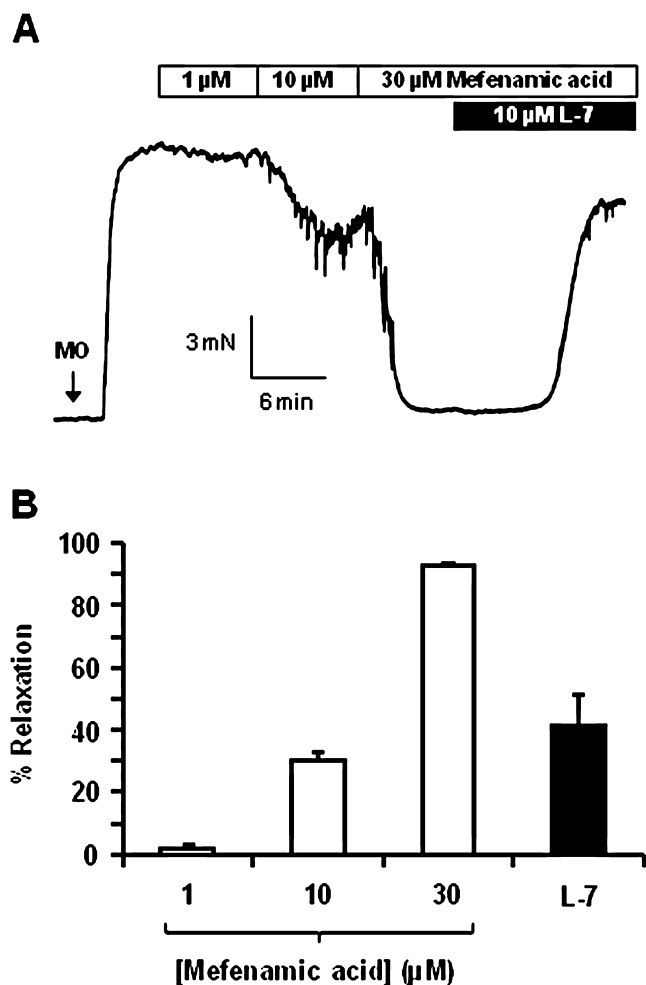 A
1 µM 10 µM 30 µM Mefenamic acid
10 µM L-7
MO
3 mN
6 min
B
% Relaxation
100
80
60
40
20
0
1 10 30 L-7
[Mefenamic acid] (µM)